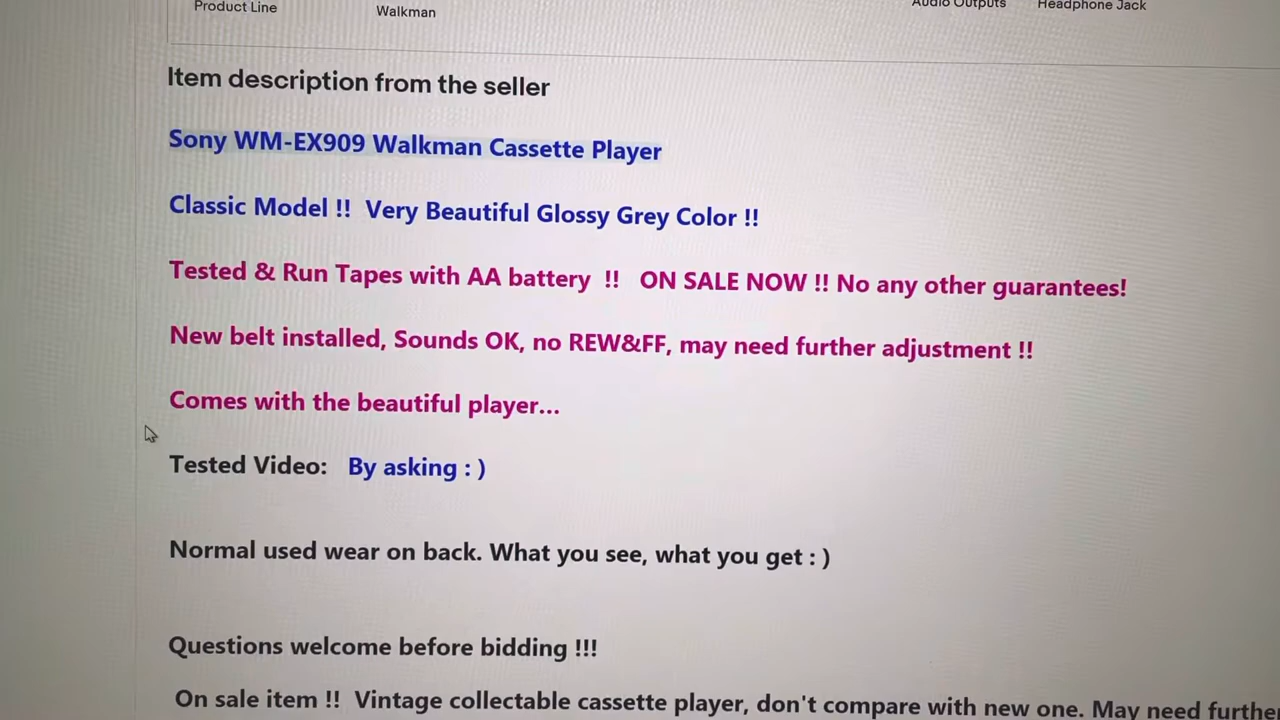 Product Line Walkman Audio Outputs Headphone Jack
Item description from the seller
Sony WM-EX909 Walkman Cassette Player
Classic Model !! Very Beautiful Glossy Grey Color !!
Tested & Run Tapes with AA battery !! ON SALE NOW !! No any other guarantees!
New belt installed, Sounds OK, no REW&FF, may need further adjustment !!
Comes with the beautiful player...
Tested Video: By asking : )
Normal used wear on back. What you see, what you get : )
Questions welcome before bidding !!!
On sale item !! Vintage collectable cassette player, don't compare with new one. May need further